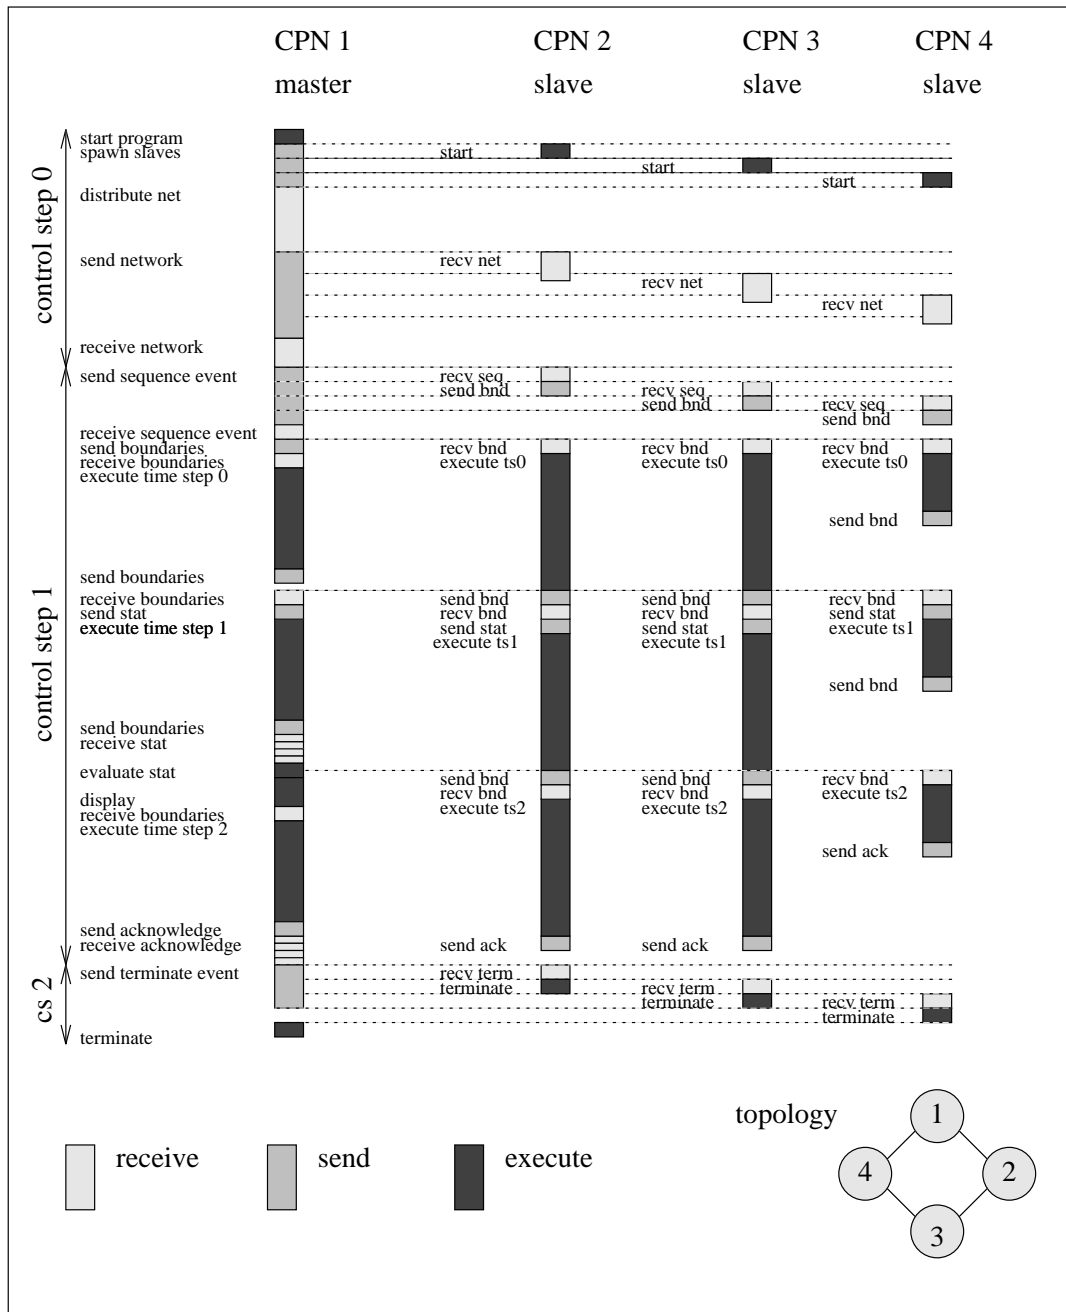 CPN 1 CPN 2 CPN 3 CPN 4
master slave slave slave
control step 0
start program
spawn slaves start
start
start
distribute net
send network recv net
recv net
recv net
receive network
control step 1
send sequence event recv seq
send bnd recv seq
send bnd recv seq
send bnd
receive sequence event
send boundaries recv bnd recv bnd recv bnd
receive boundaries execute ts0 execute ts0 execute ts0
execute time step 0
send bnd
send boundaries
receive boundaries send bnd send bnd recv bnd
send stat recv bnd recv bnd send stat
execute time step 1 send stat send stat execute ts1
execute ts1 execute ts1
send bnd
send boundaries
receive stat
evaluate stat send bnd send bnd recv bnd
recv bnd recv bnd execute ts2
display
receive boundaries execute ts2 execute ts2
execute time step 2
send ack
send acknowledge
receive acknowledge send ack send ack
cs 2
send terminate event recv term
terminate recv term
terminate recv term
terminate
terminate
topology
1
4 2
3
receive send execute